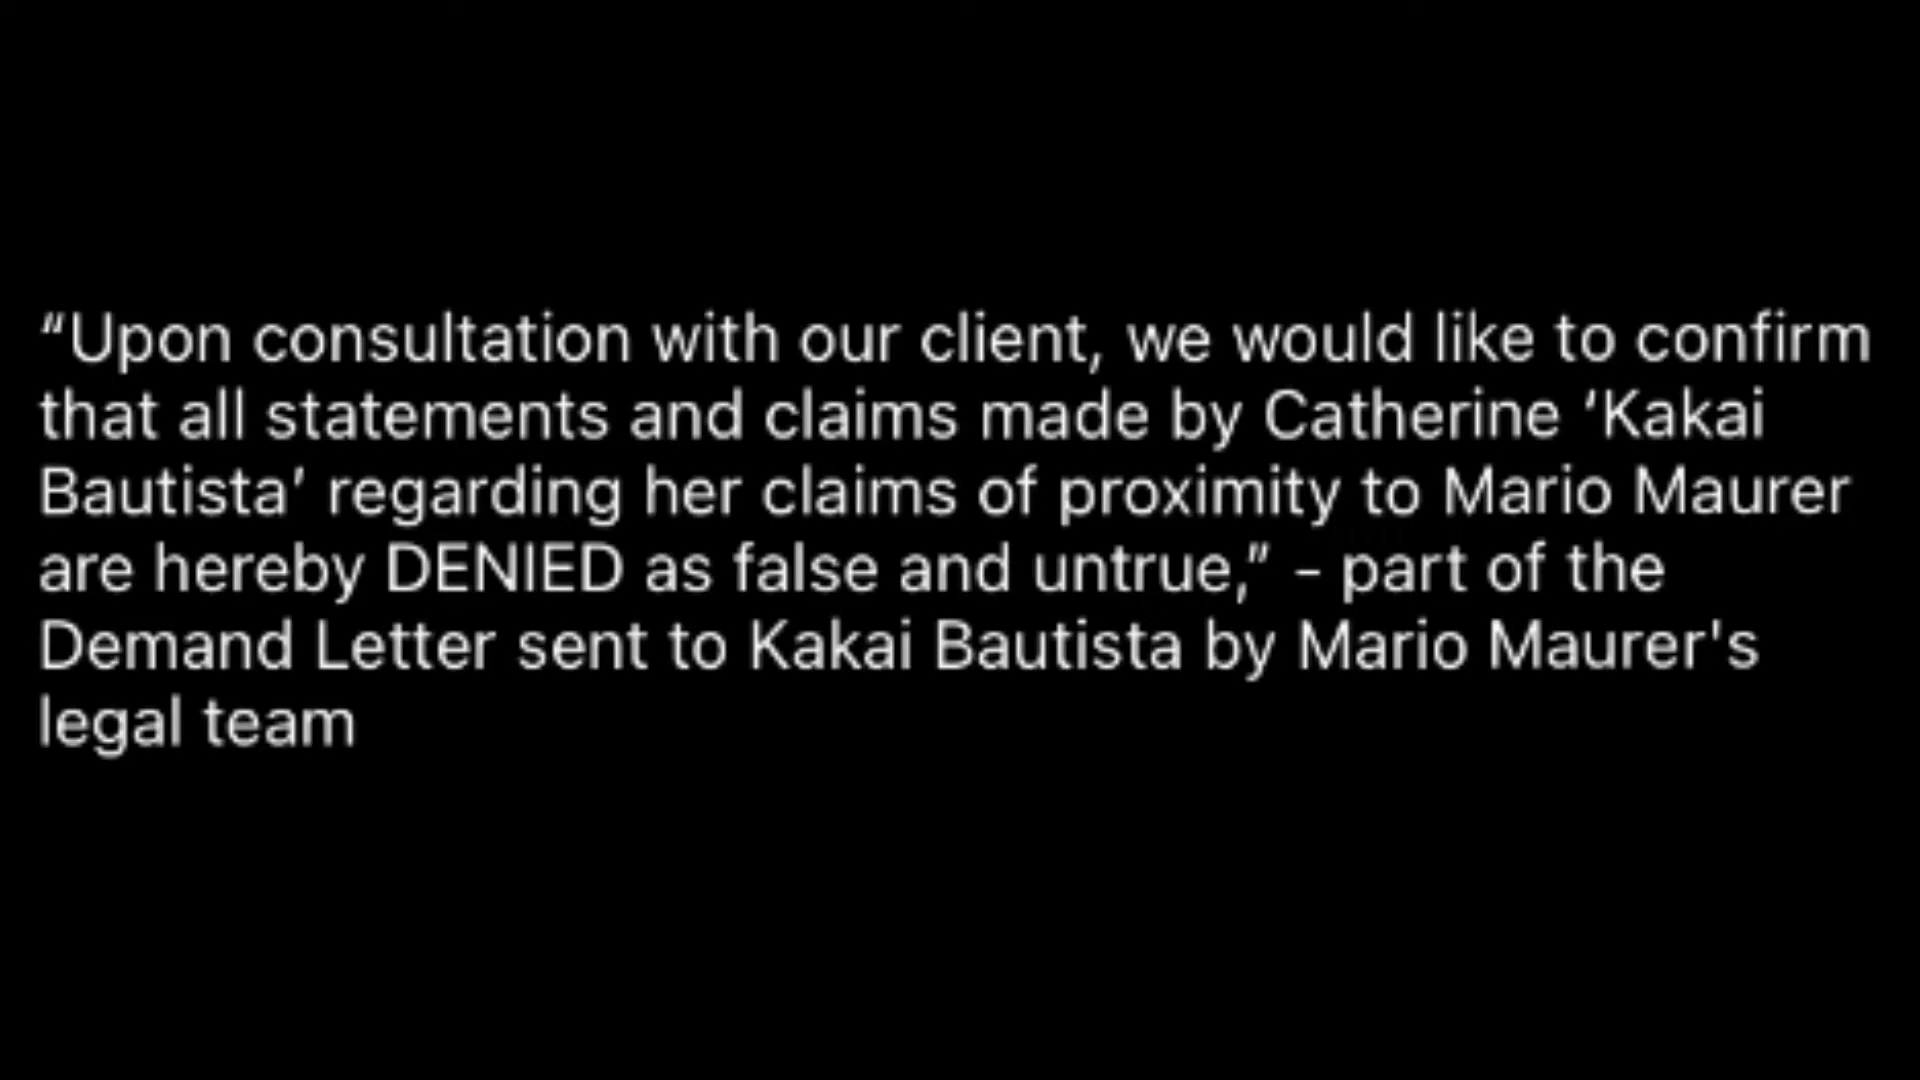 “Upon consultation with our client, we would like to confirm
that all statements and claims made by Catherine ‘Kakai
Bautista’ regarding her claims of proximity to Mario Maurer
are hereby DENIED as false and untrue,” – part of the
Demand Letter sent to Kakai Bautista by Mario Maurer's
legal team